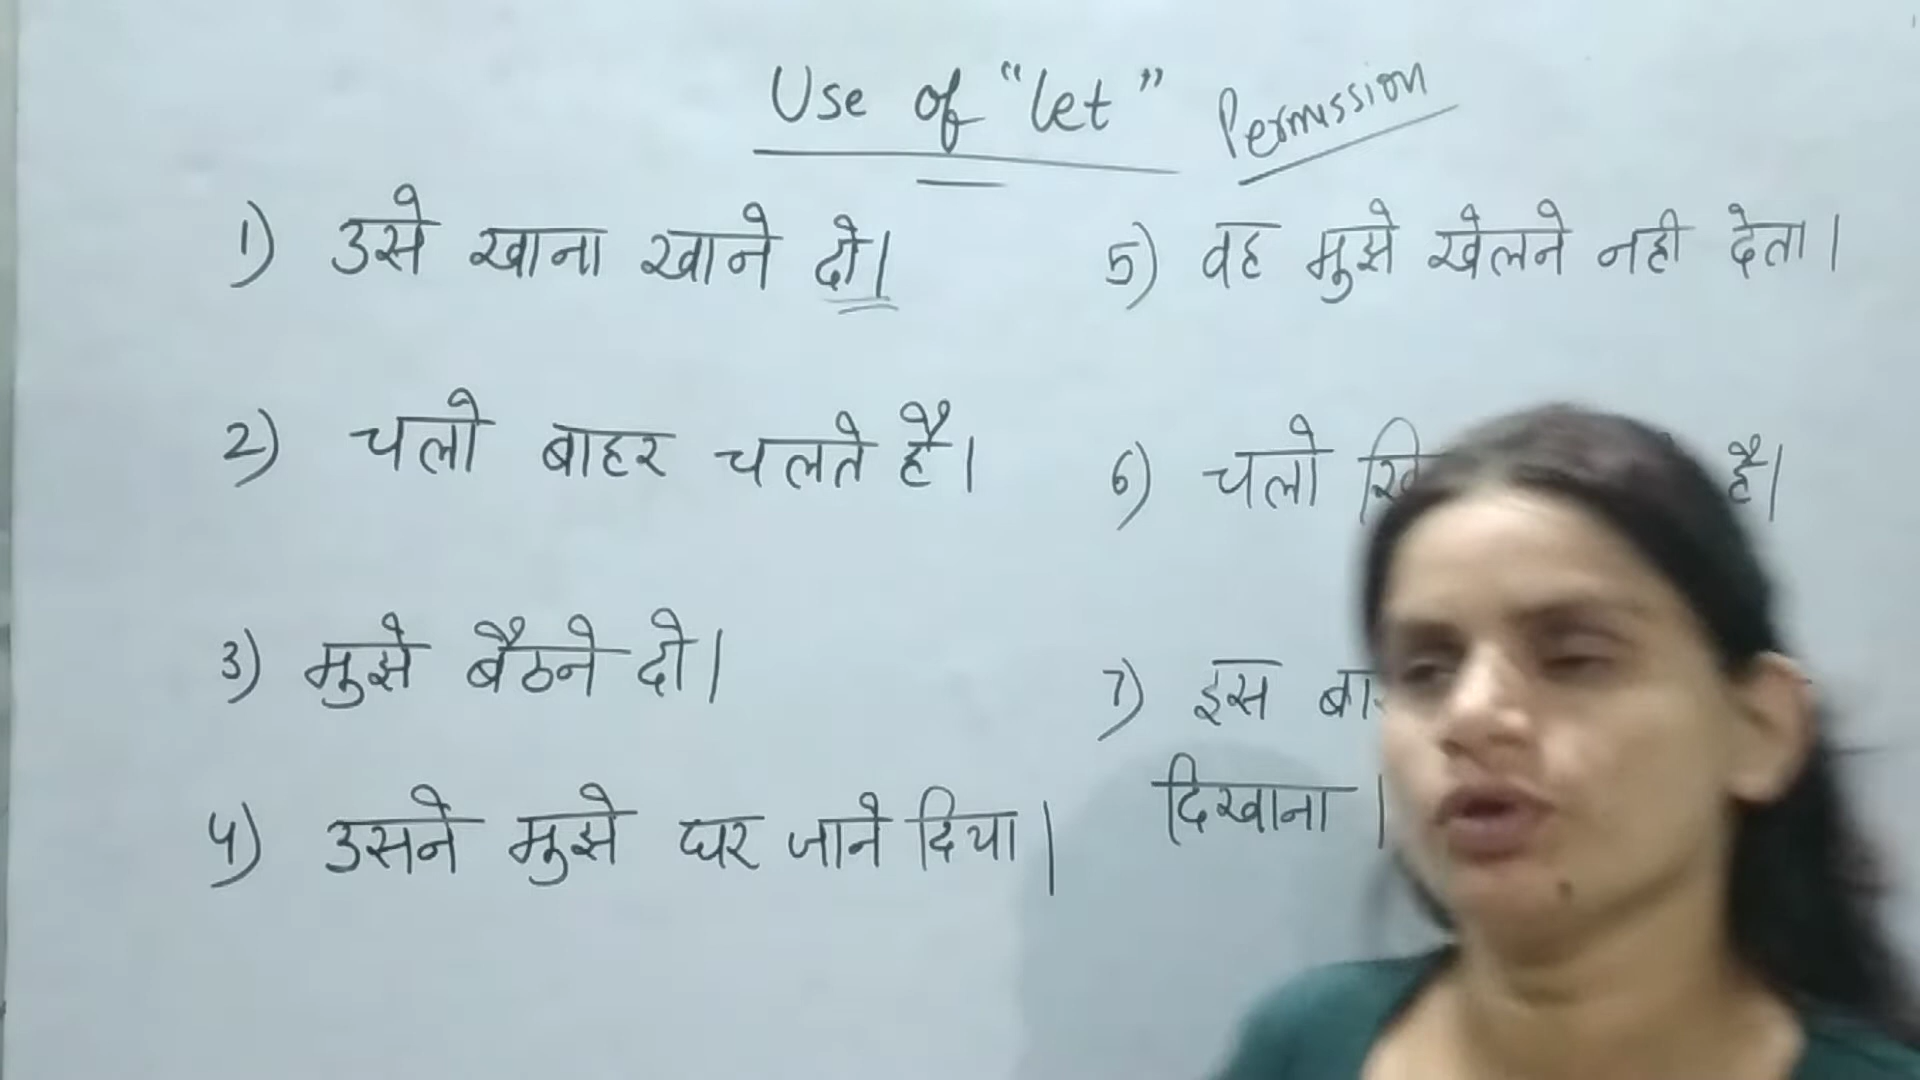 Use of "let" Permission
1) उसे खाना खाने दो।
2) चलो बाहर चलते है।
3) मुझे बैठने दो।
4) उसने मुझे घर जाने दिया।
5) वह मुझे खेलने नही देता।
6) चलो है।
7) इस
दिखाना।